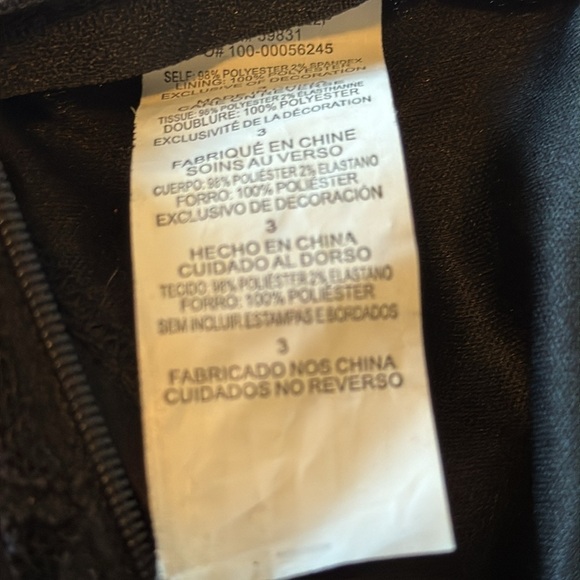 59831
100-00056245
SELF: 98% POLYESTER 2% SPANDEX
LINING: 100% POLYESTER
EXCLUSIVE OF DECORATION
TISSUE: 98% POLYESTER 2% ÉLASTHANNE
DOUBLURE: 100% POLYESTER
EXCLUSIVITÉ DE LA DÉCORATION
3
FABRIQUÉ EN CHINE
SOINS AU VERSO
CUERPO: 98% POLIÉSTER 2% ELASTANO
FORRO: 100% POLIÉSTER
EXCLUSIVO DE DECORACIÓN
3
HECHO EN CHINA
CUIDADO AL DORSO
TECIDO: 98% POLIÉSTER 2% ELASTANO
FORRO: 100% POLIÉSTER
SEM INCLUIR ESTAMPAS E BORDADOS
3
FABRICADO NOS CHINA
CUIDADOS NO REVERSO